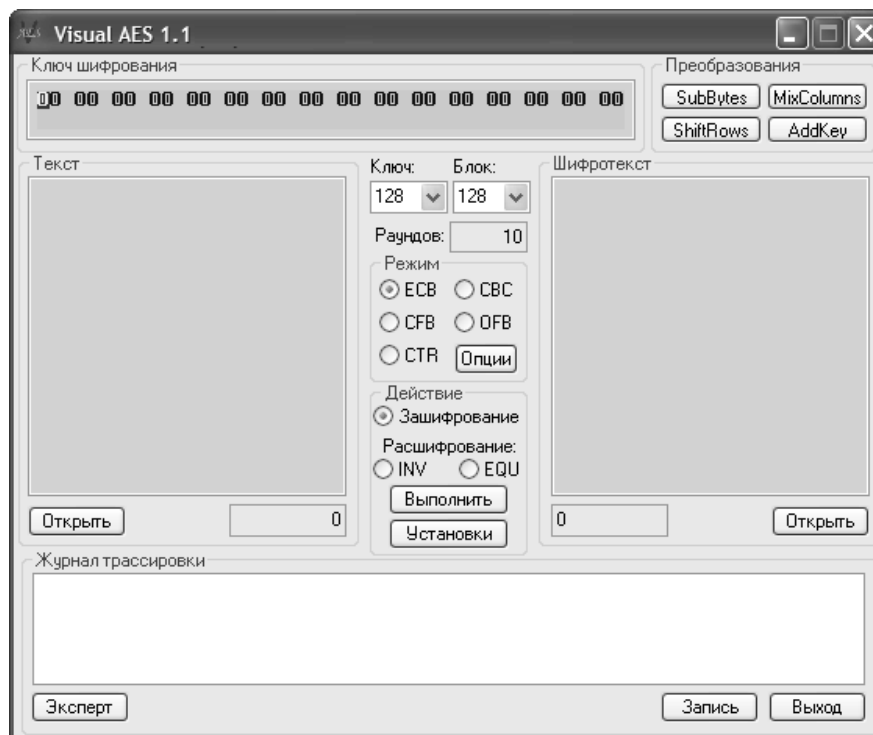 Visual AES 1.1
Ключ шифрования
00 00 00 00 00 00 00 00 00 00 00 00 00 00 00 00
Преобразования
SubBytes MixColumns
ShiftRows AddKey
Текст
Ключ: Блок:
128 128
Раундов: 10
Режим
ECB CBC
CFB OFB
CTR Опции
Действие
Зашифрование
Расшифрование:
INV EQU
Выполнить
Установки
Открыть 0
Шифротекст
0 Открыть
Журнал трассировки
Эксперт Запись Выход